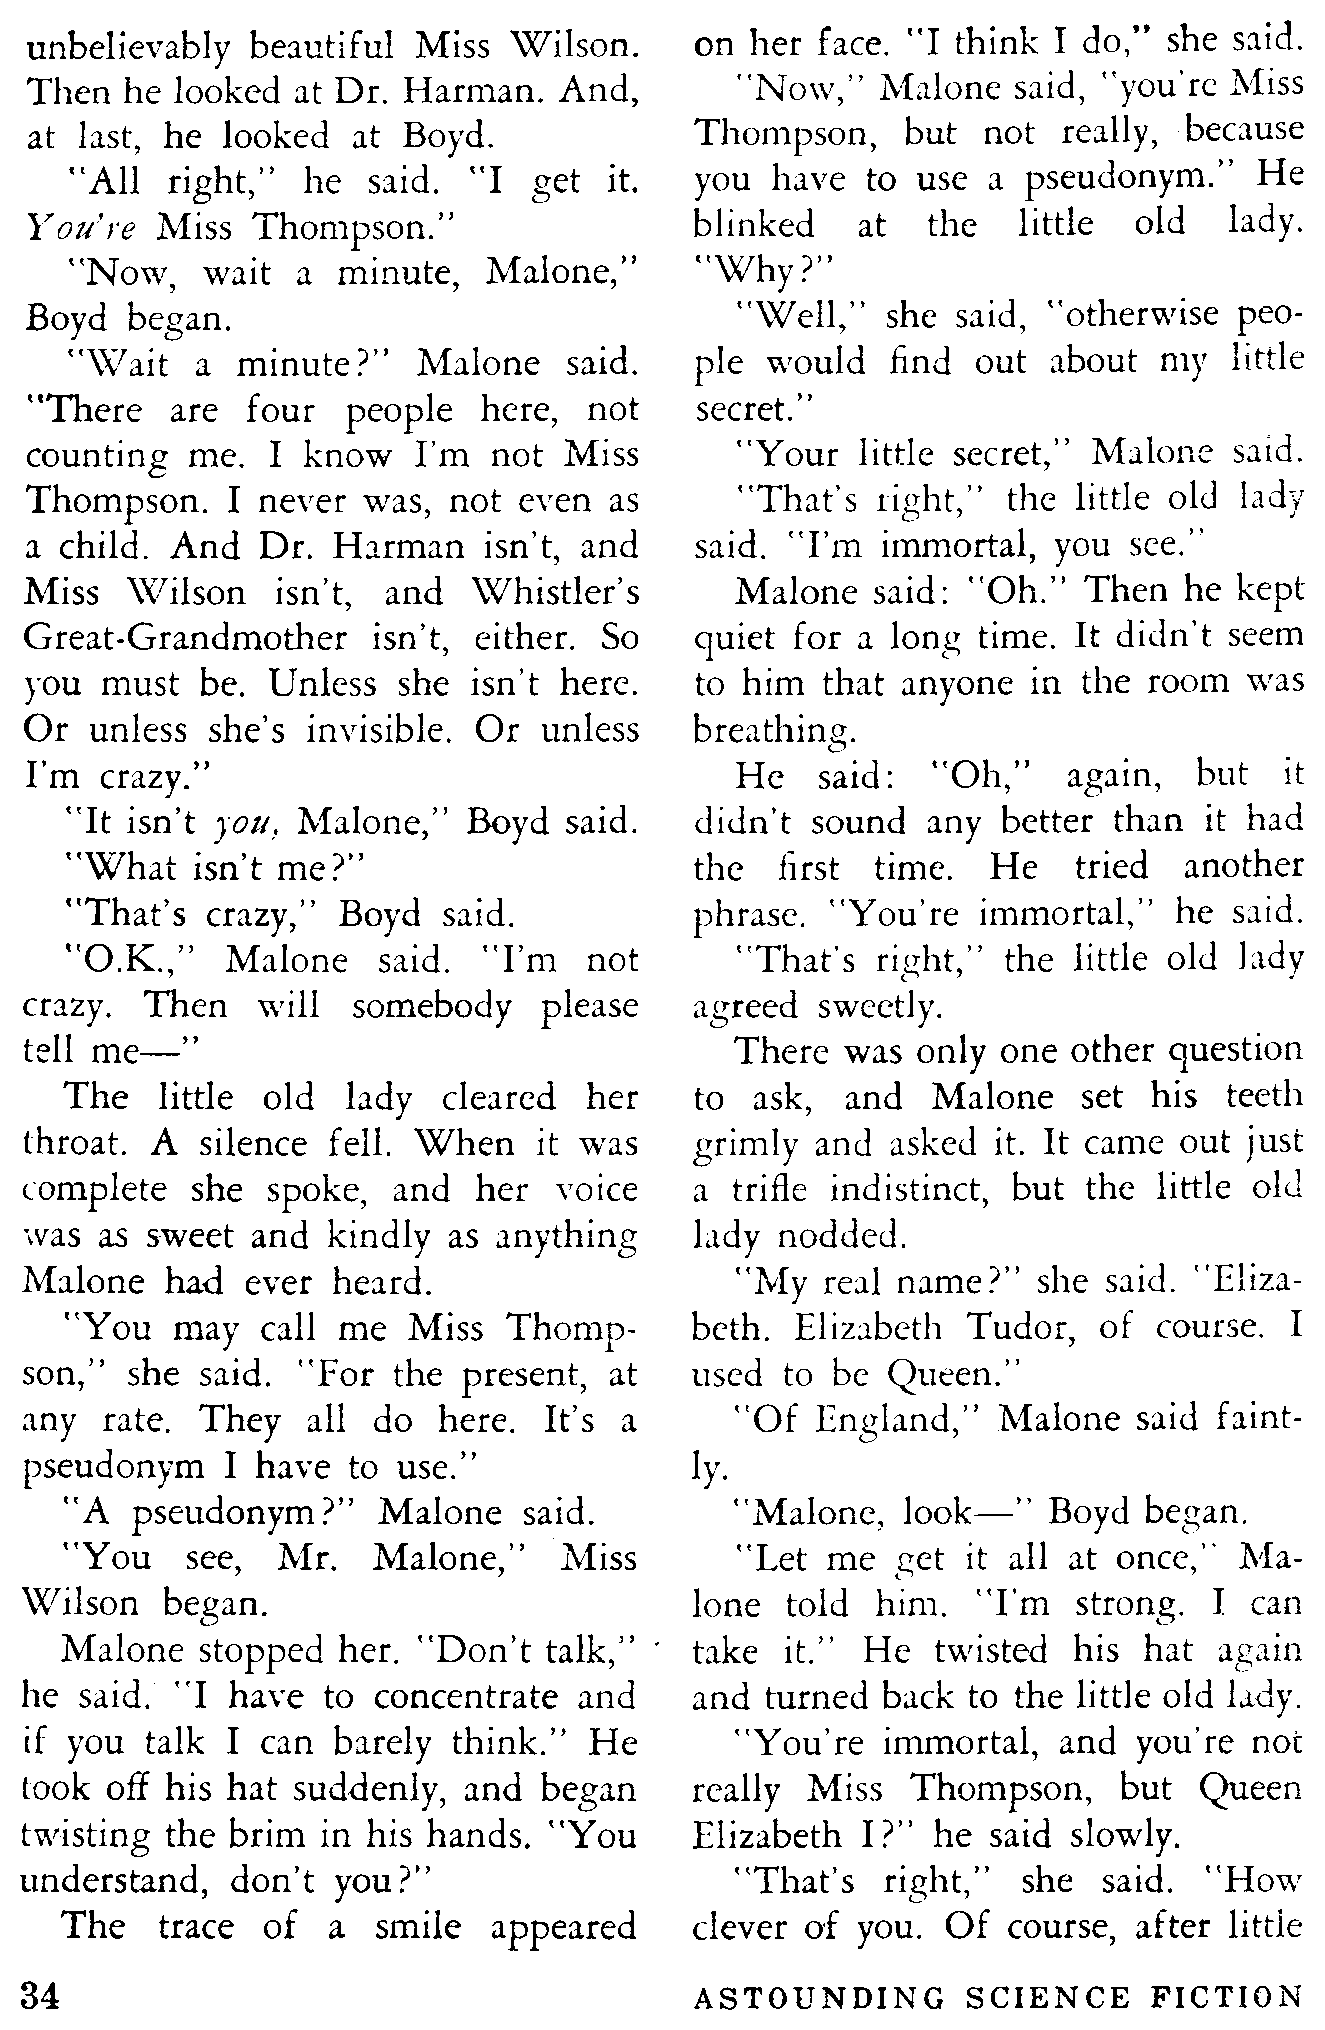 unbelievably beautiful Miss Wilson.
Then he looked at Dr. Harman. And,
at last, he looked at Boyd.
"All right," he said. "I get it.
You're Miss Thompson."
"Now, wait a minute, Malone,"
Boyd began.
"Wait a minute?" Malone said.
"There are four people here, not
counting me. I know I'm not Miss
Thompson. I never was, not even as
a child. And Dr. Harman isn't, and
Miss Wilson isn't, and Whistler's
Great-Grandmother isn't, either. So
you must be. Unless she isn't here.
Or unless she's invisible. Or unless
I'm crazy."
"It isn't you, Malone," Boyd said.
"What isn't me?"
"That's crazy," Boyd said.
"O.K.," Malone said. "I'm not
crazy. Then will somebody please
tell me—"
The little old lady cleared her
throat. A silence fell. When it was
complete she spoke, and her voice
was as sweet and kindly as anything
Malone had ever heard.
"You may call me Miss Thomp-
son," she said. "For the present, at
any rate. They all do here. It's a
pseudonym I have to use."
"A pseudonym?" Malone said.
"You see, Mr. Malone," Miss
Wilson began.
Malone stopped her. "Don't talk,"
he said. "I have to concentrate and
if you talk I can barely think." He
took off his hat suddenly, and began
twisting the brim in his hands. "You
understand, don't you?"
The trace of a smile appeared
on her face. "I think I do," she said.
"Now," Malone said, "you're Miss
Thompson, but not really, because
you have to use a pseudonym." He
blinked at the little old lady.
"Why?"
"Well," she said, "otherwise peo-
ple would find out about my little
secret."
"Your little secret," Malone said.
"That's right," the little old lady
said. "I'm immortal, you see."
Malone said: "Oh." Then he kept
quiet for a long time. It didn't seem
to him that anyone in the room was
breathing.
He said: "Oh," again, but it
didn't sound any better than it had
the first time. He tried another
phrase. "You're immortal," he said.
"That's right," the little old lady
agreed sweetly.
There was only one other question
to ask, and Malone set his teeth
grimly and asked it. It came out just
a trifle indistinct, but the little old
lady nodded.
"My real name?" she said. "Eliza-
beth. Elizabeth Tudor, of course. I
used to be Queen."
"Of England," Malone said faint-
ly.
"Malone, look—" Boyd began.
"Let me get it all at once," Ma-
lone told him. "I'm strong. I can
take it." He twisted his hat again
and turned back to the little old lady.
"You're immortal, and you're not
really Miss Thompson, but Queen
Elizabeth I?" he said slowly.
"That's right," she said. "How
clever of you. Of course, after little
34
ASTOUNDING SCIENCE FICTION